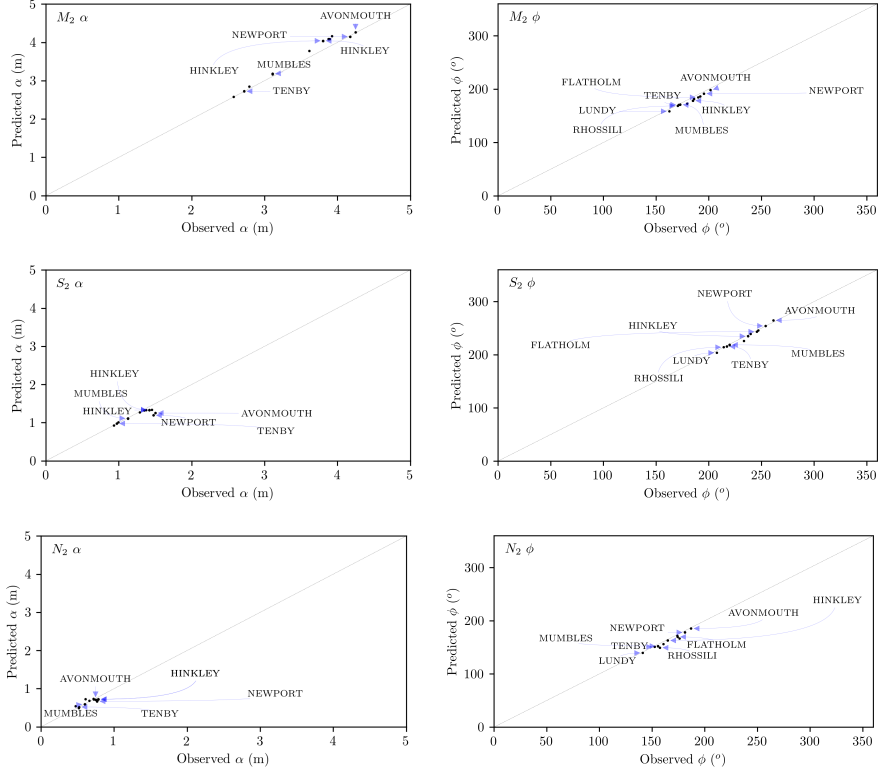 M₂ α
AVONMOUTH
NEWPORT
HINKLEY
MUMBLES
HINKLEY
TENBY
5
4
3
2
1
0
0 1 2 3 4 5
Predicted α (m)
Observed α (m)
M₂ φ
AVONMOUTH
FLATHOLM
NEWPORT
TENBY
LUNDY
HINKLEY
RHOSSILI
MUMBLES
300
200
100
0
0 50 100 150 200 250 300 350
Predicted φ (°)
Observed φ (°)
S₂ α
HINKLEY
MUMBLES
HINKLEY
AVONMOUTH
NEWPORT
TENBY
5
4
3
2
1
0
0 1 2 3 4 5
Predicted α (m)
Observed α (m)
S₂ φ
NEWPORT
AVONMOUTH
HINKLEY
FLATHOLM
MUMBLES
LUNDY
TENBY
RHOSSILI
300
200
100
0
0 50 100 150 200 250 300 350
Predicted φ (°)
Observed φ (°)
N₂ α
HINKLEY
AVONMOUTH
NEWPORT
MUMBLES
TENBY
5
4
3
2
1
0
0 1 2 3 4 5
Predicted α (m)
Observed α (m)
N₂ φ
HINKLEY
AVONMOUTH
NEWPORT
MUMBLES
TENBY
FLATHOLM
RHOSSILI
LUNDY
300
200
100
0
0 50 100 150 200 250 300 350
Predicted φ (°)
Observed φ (°)